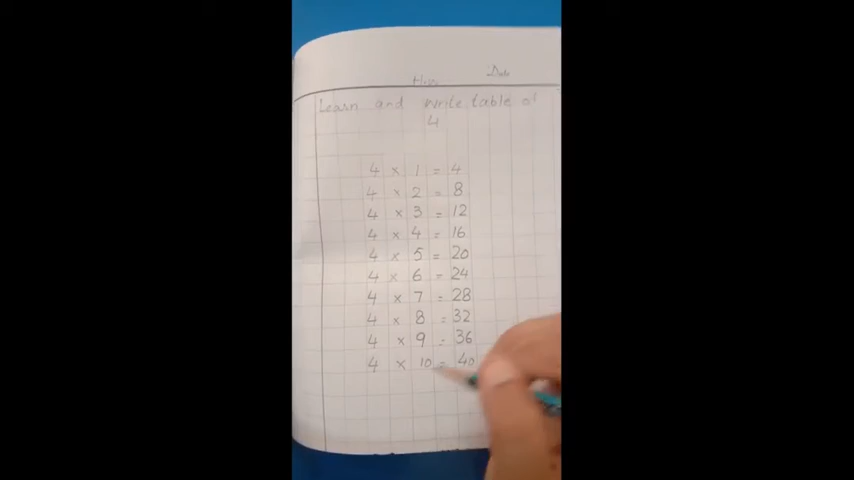 Date
Learn and Write table of
4
4 × 1 = 4
4 × 2 = 8
4 × 3 = 12
4 × 4 = 16
4 × 5 = 20
4 × 6 = 24
4 × 7 = 28
4 × 8 = 32
4 × 9 = 36
4 × 10 = 40